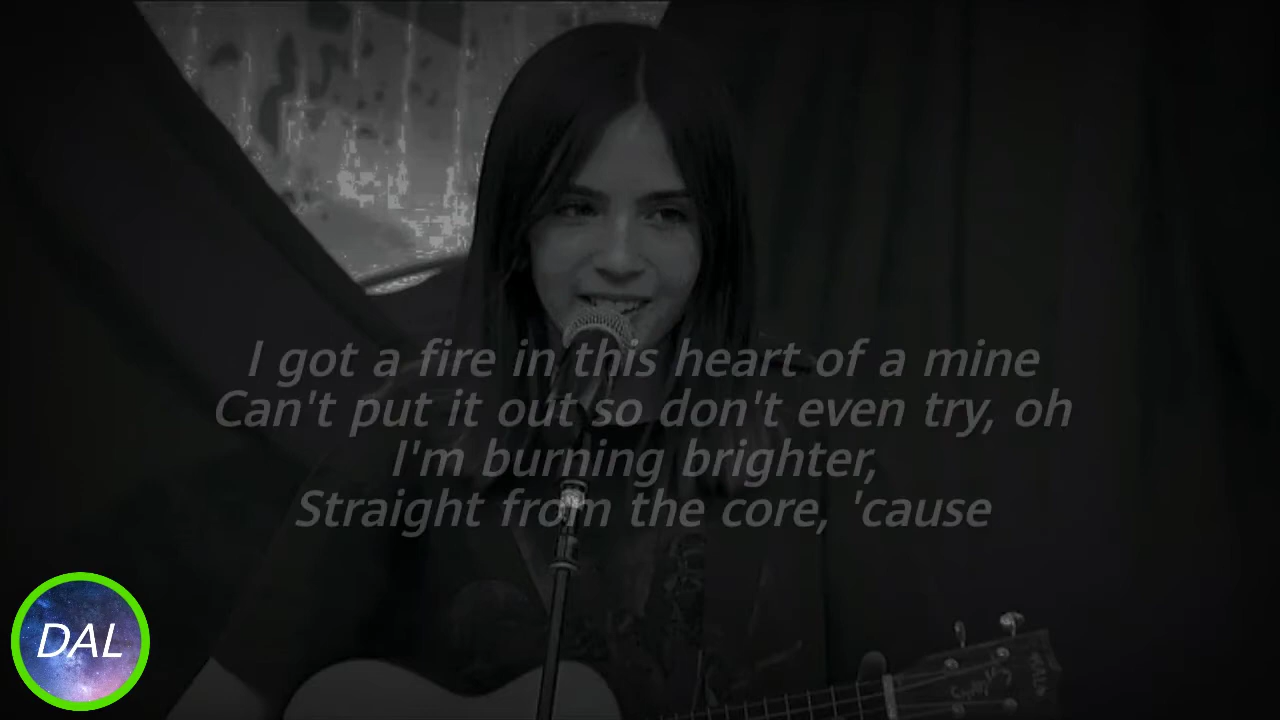 I got a fire in this heart of a mine
Can't put it out so don't even try, oh
I'm burning brighter,
Straight from the core, 'cause
DAL